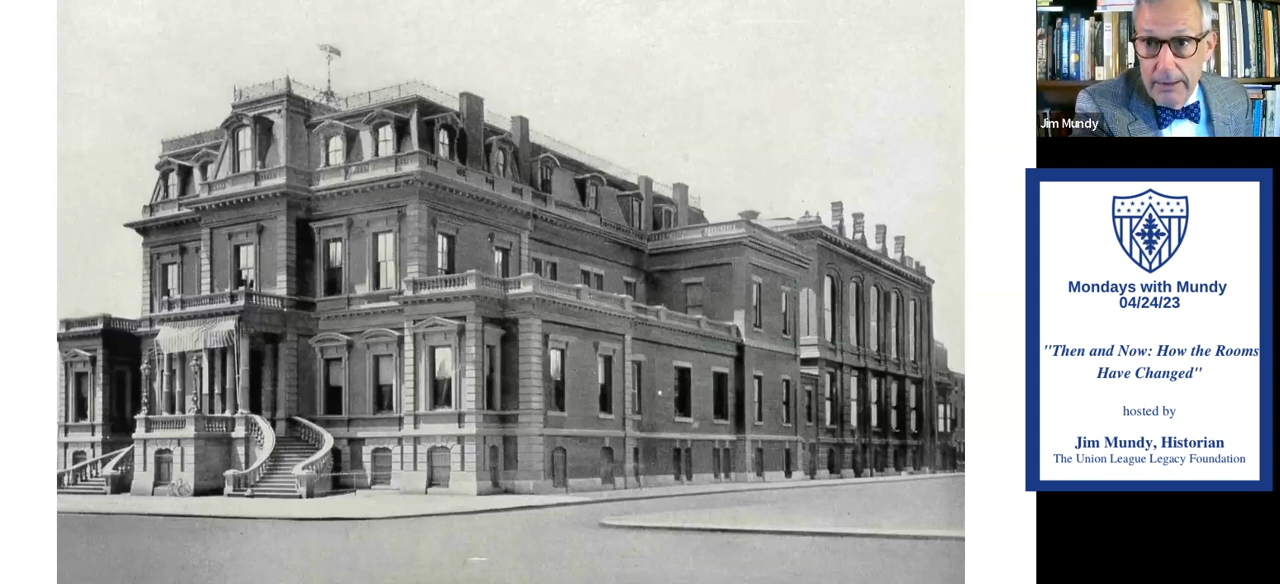 Jim Mundy
Mondays with Mundy
04/24/23
"Then and Now: How the Rooms
Have Changed"
hosted by
Jim Mundy, Historian
The Union League Legacy Foundation